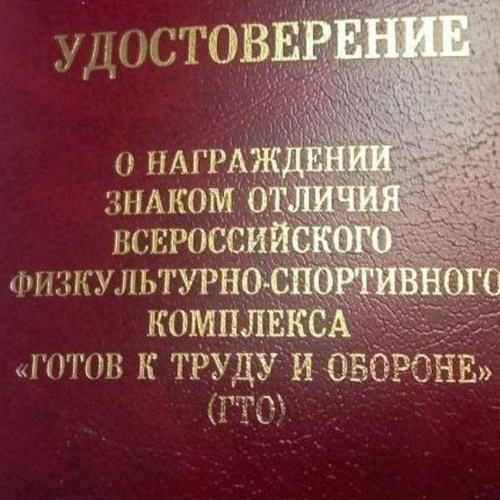 УДОСТОВЕРЕНИЕ
О НАГРАЖДЕНИИ
ЗНАКОМ ОТЛИЧИЯ
ВСЕРОССИЙСКОГО
ФИЗКУЛЬТУРНО-СПОРТИВНОГО
КОМПЛЕКСА
«ГОТОВ К ТРУДУ И ОБОРОНЕ»
(ГТО)